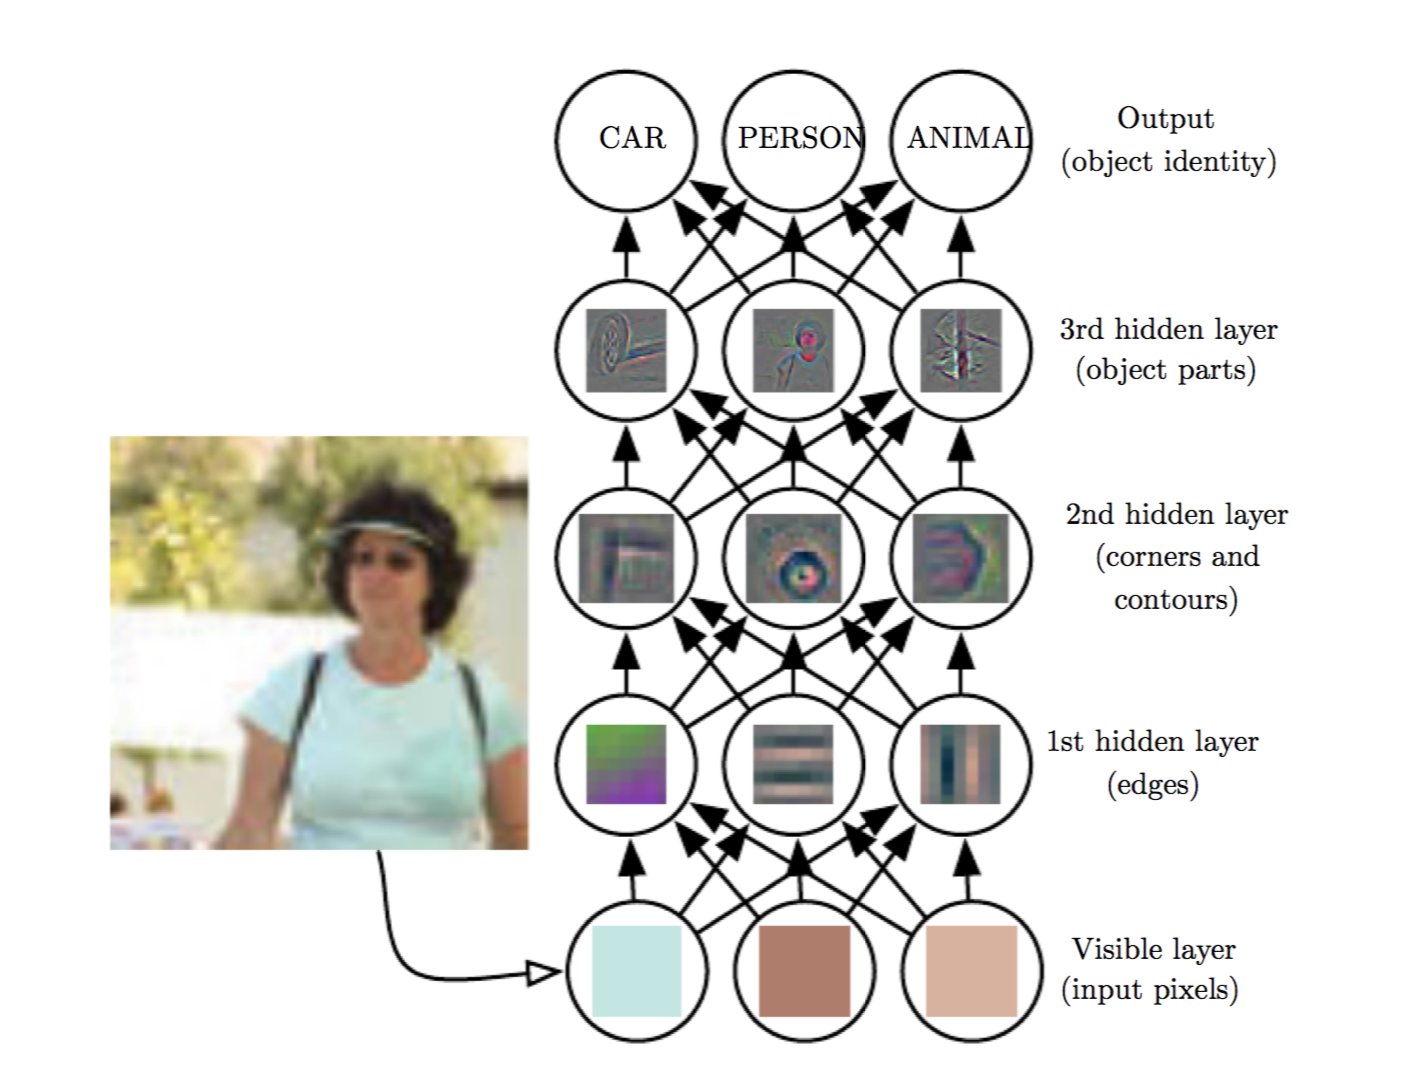 CAR
PERSON
ANIMAL
Output
(object identity)
3rd hidden layer
(object parts)
2nd hidden layer
(corners and
contours)
1st hidden layer
(edges)
Visible layer
(input pixels)